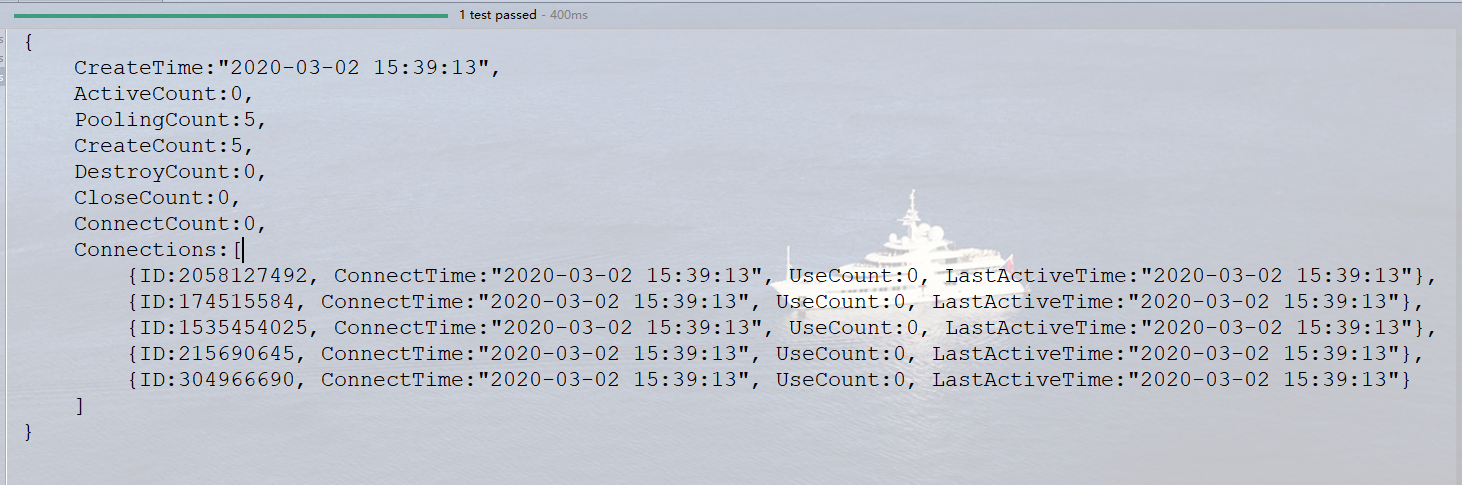 1 test passed - 400ms
{
CreateTime:"2020-03-02 15:39:13",
ActiveCount:0,
PoolingCount:5,
CreateCount:5,
DestroyCount:0,
CloseCount:0,
ConnectCount:0,
Connections:[
{ID:2058127492, ConnectTime:"2020-03-02 15:39:13", UseCount:0, LastActiveTime:"2020-03-02 15:39:13"},
{ID:174515584, ConnectTime:"2020-03-02 15:39:13", UseCount:0, LastActiveTime:"2020-03-02 15:39:13"},
{ID:1535454025, ConnectTime:"2020-03-02 15:39:13", UseCount:0, LastActiveTime:"2020-03-02 15:39:13"},
{ID:215690645, ConnectTime:"2020-03-02 15:39:13", UseCount:0, LastActiveTime:"2020-03-02 15:39:13"},
{ID:304966690, ConnectTime:"2020-03-02 15:39:13", UseCount:0, LastActiveTime:"2020-03-02 15:39:13"}
]
}